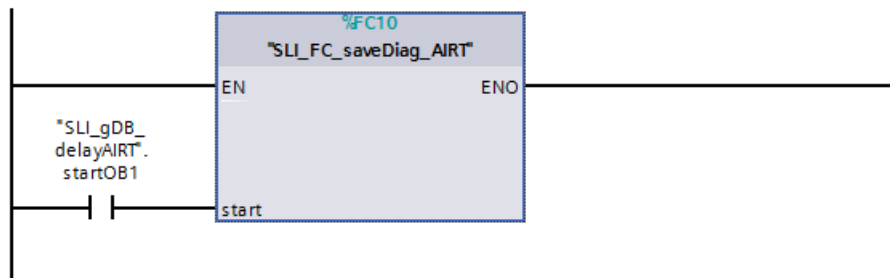 %FC10
"SLI_FC_saveDiag_AIRT"
EN
ENO
"SLI_gDB_
delayAIRT".
startOB1
start